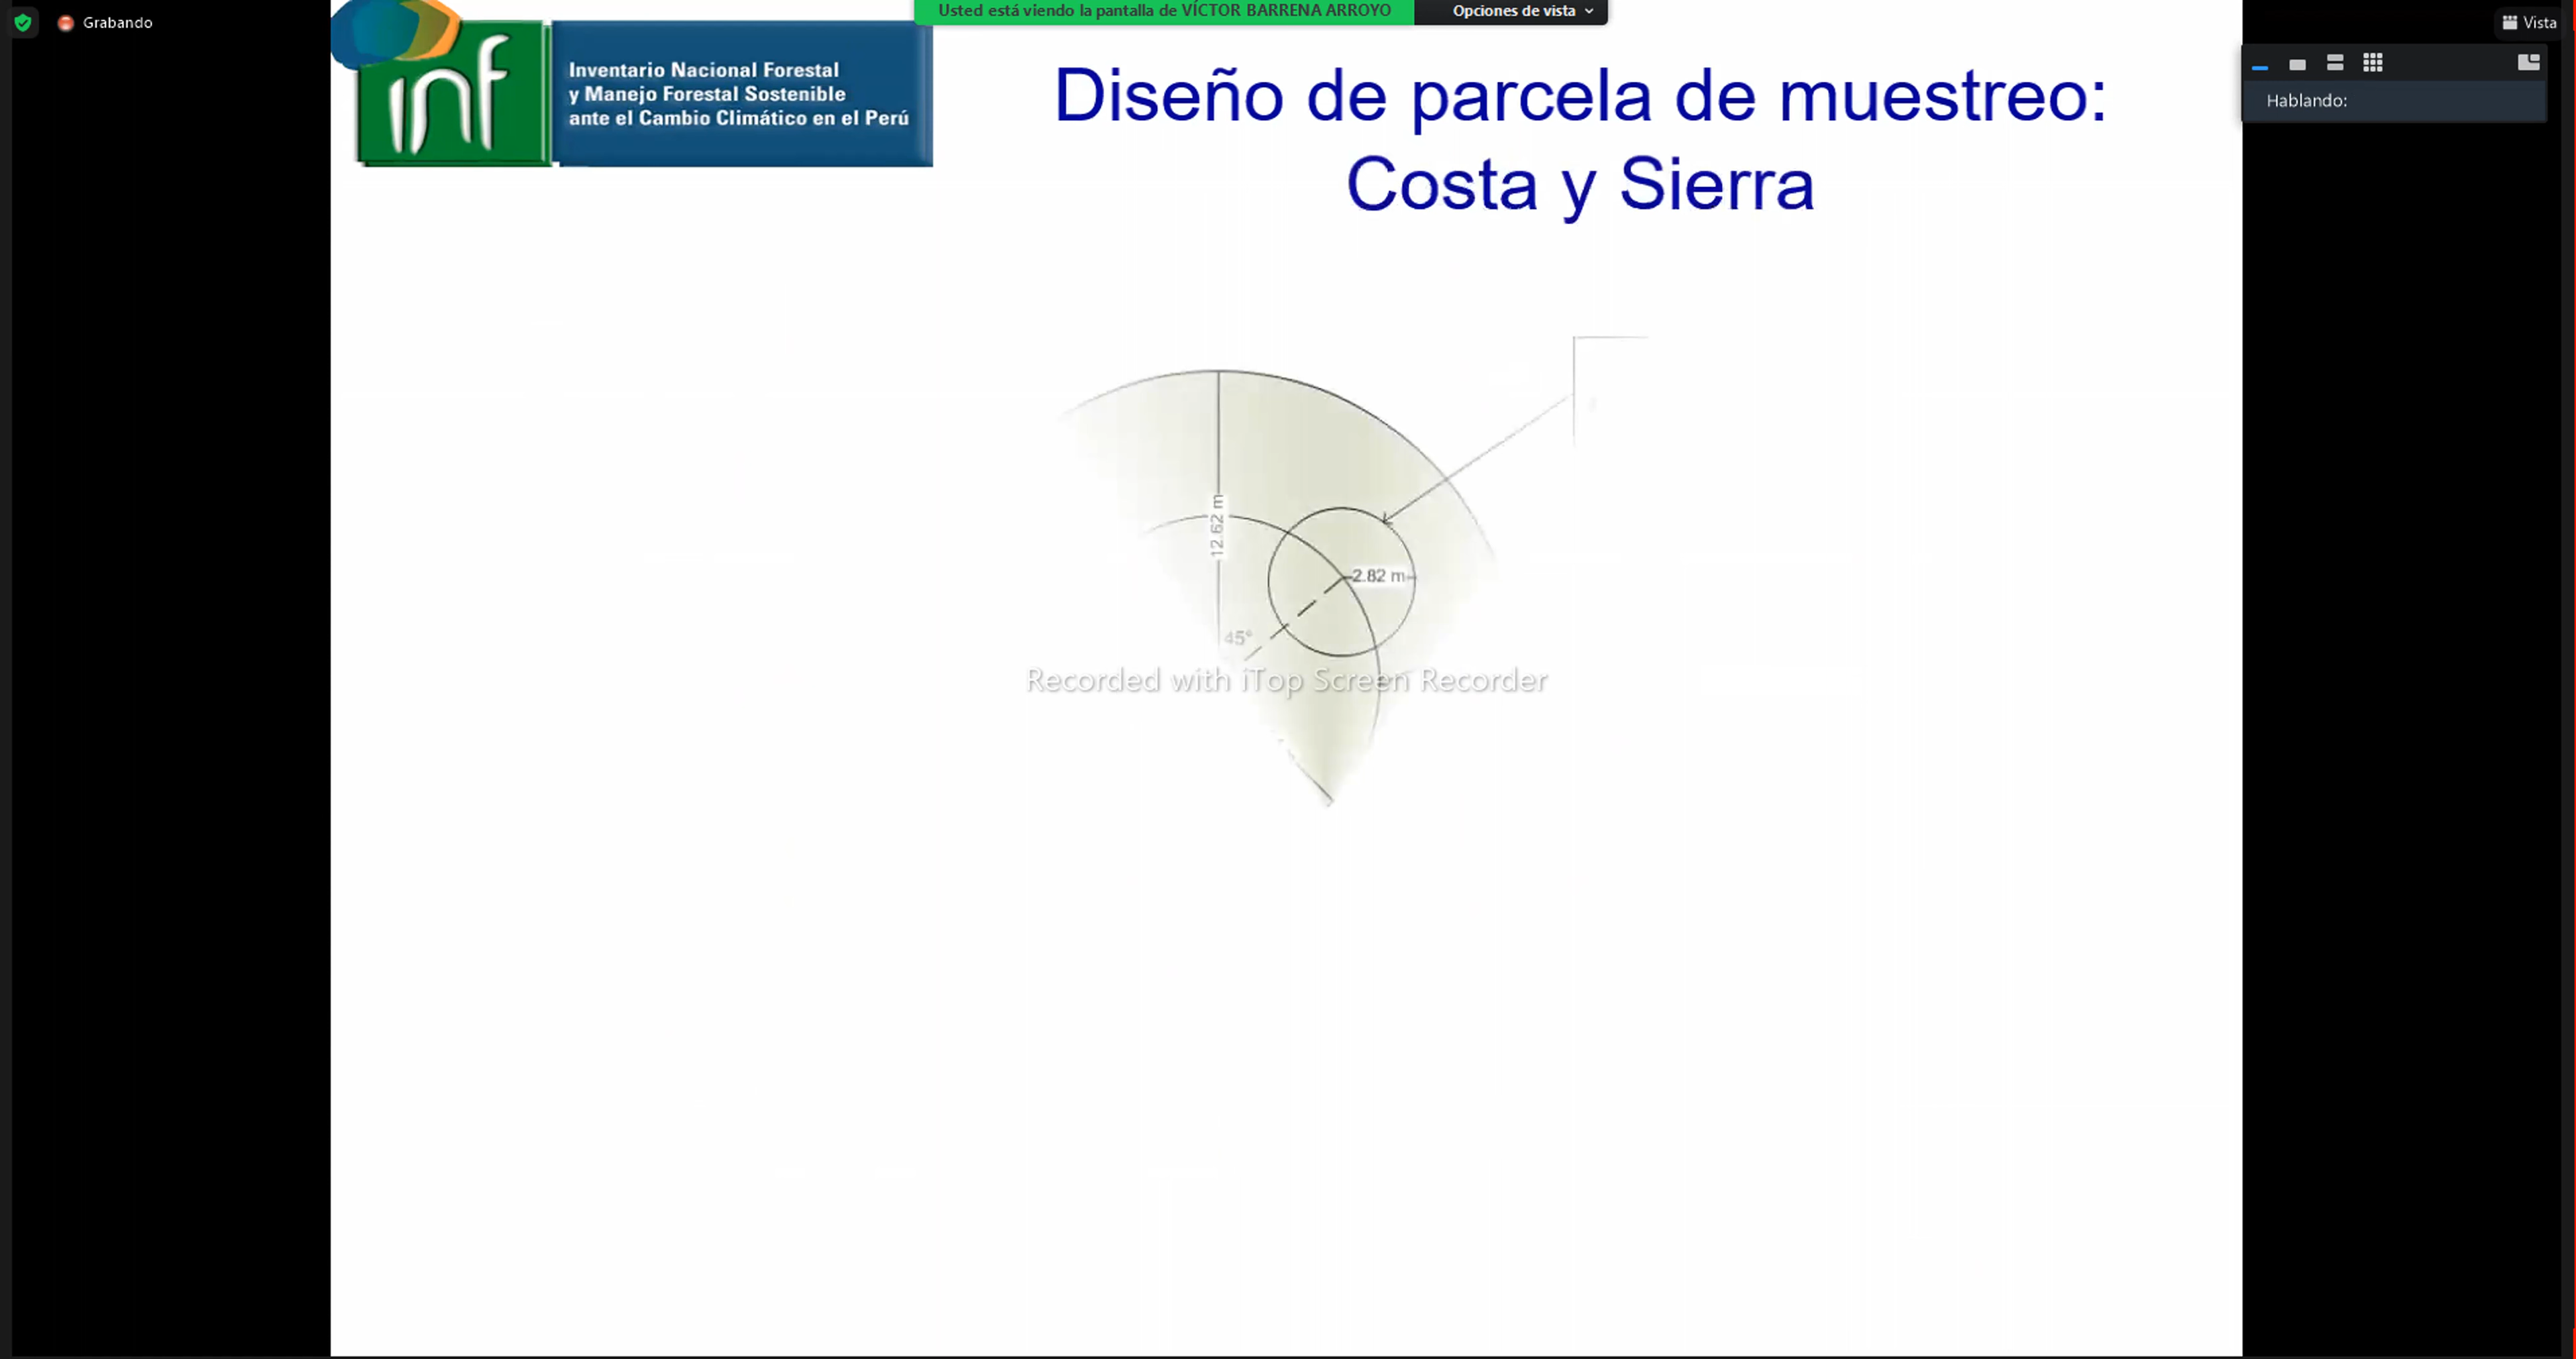 Grabando
Usted está viendo la pantalla de VÍCTOR BARRENA ARROYO
Opciones de vista
Vista
Hablando:
inf
Inventario Nacional Forestal
y Manejo Forestal Sostenible
ante el Cambio Climático en el Perú
Diseño de parcela de muestreo:
Costa y Sierra
12.62 m
2.82 m
45°
Recorded with iTop Screen Recorder